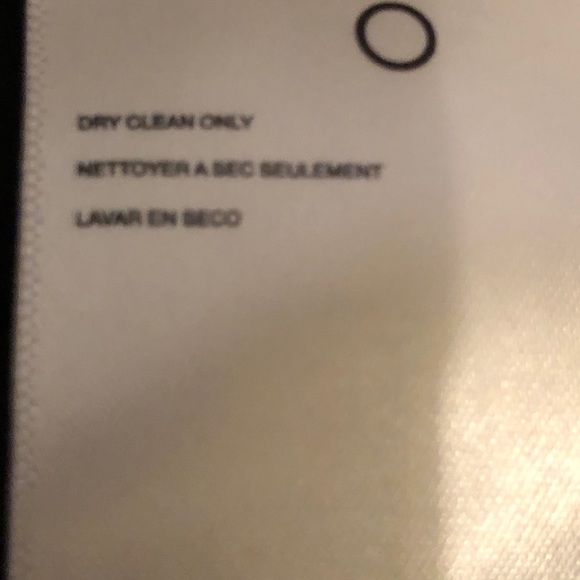 DRY CLEAN ONLY
NETTOYER A SEC SEULEMENT
LAVAR EN SECO